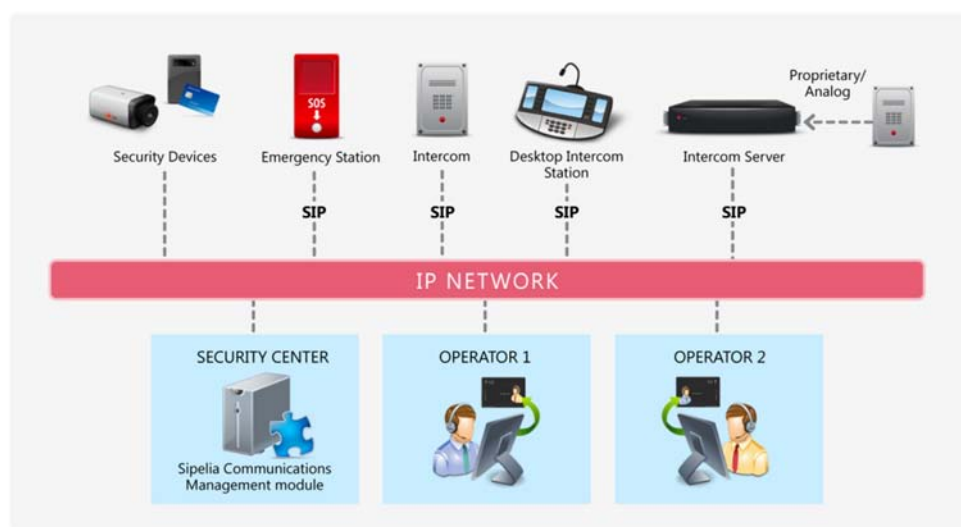 Proprietary/
Analog
SOS
Security Devices
Emergency Station
Intercom
Desktop Intercom
Station
Intercom Server
SIP
SIP
SIP
SIP
IP NETWORK
SECURITY CENTER
OPERATOR 1
OPERATOR 2
Sipelia Communications
Management module